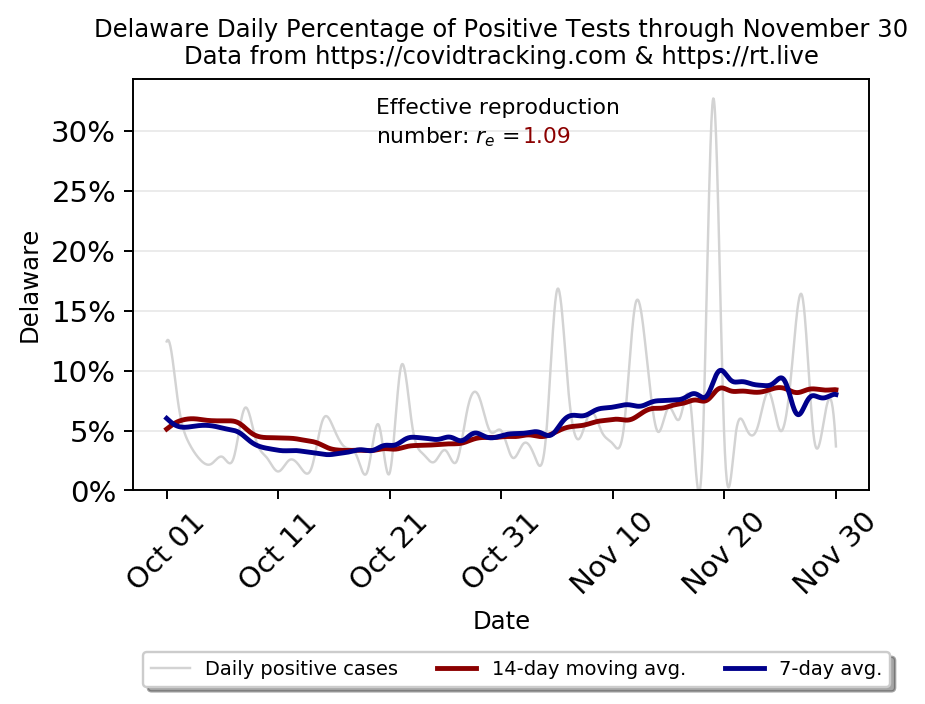 Delaware Daily Percentage of Positive Tests through November 30
Data from https://covidtracking.com & https://rt.live
Effective reproduction
number: rₑ =1.09
30%
25%
20%
15%
10%
5%
0%
Delaware
Oct 01
Oct 11
Oct 21
Oct 31
Nov 10
Nov 20
Nov 30
Date
Daily positive cases
14-day moving avg.
7-day avg.